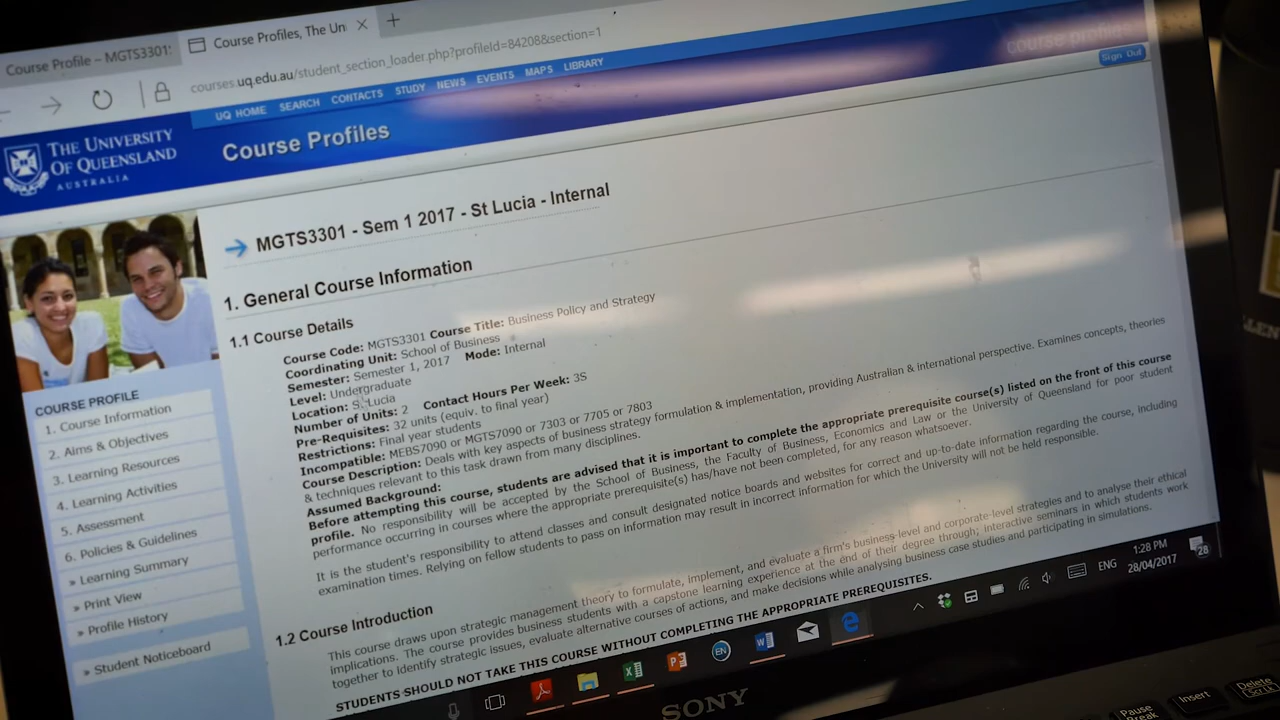 Course Profile – MGTS3301:
Course Profiles, The Un
courses.uq.edu.au/student_section_loader.php?profileId=84208&section=1
UQ HOME SEARCH CONTACTS STUDY NEWS EVENTS MAPS LIBRARY
course profiles
Sign Out
THE UNIVERSITY
OF QUEENSLAND
AUSTRALIA
Course Profiles
MGTS3301 - Sem 1 2017 - St Lucia - Internal
1. General Course Information
1.1 Course Details
Course Code: MGTS3301 Course Title: Business Policy and Strategy
Coordinating Unit: School of Business
Semester: Semester 1, 2017 Mode: Internal
Level: Undergraduate
Location: St Lucia
Number of Units: 2 Contact Hours Per Week: 3S
Pre-Requisites: 32 units (equiv. to final year)
Restrictions: Final year students
Incompatible: MEBS7090 or MGTS7090 or 7303 or 7705 or 7803
Course Description: Deals with key aspects of business strategy formulation & implementation, providing Australian & international perspective. Examines concepts, theories
& techniques relevant to this task drawn from many disciplines.
Assumed Background:
Before attempting this course, students are advised that it is important to complete the appropriate prerequisite course(s) listed on the front of this course
profile. No responsibility will be accepted by the School of Business, the Faculty of Business, Economics and Law or the University of Queensland for poor student
performance occurring in courses where the appropriate prerequisite(s) has/have not been completed, for any reason whatsoever.
It is the student's responsibility to attend classes and consult designated notice boards and websites for correct and up-to-date information regarding the course, including
examination times. Relying on fellow students to pass on information may result in incorrect information for which the University will not be held responsible.
1.2 Course Introduction
This course draws upon strategic management theory to formulate, implement, and evaluate a firm's business-level and corporate-level strategies and to analyse their ethical
implications. The course provides business students with a capstone learning experience at the end of their degree through; interactive seminars in which students work
together to identify strategic issues, evaluate alternative courses of actions, and make decisions while analysing business case studies and participating in simulations.
STUDENTS SHOULD NOT TAKE THIS COURSE WITHOUT COMPLETING THE APPROPRIATE PREREQUISITES.
COURSE PROFILE
1. Course Information
2. Aims & Objectives
3. Learning Resources
4. Learning Activities
5. Assessment
6. Policies & Guidelines
» Learning Summary
» Print View
» Profile History
» Student Noticeboard
EN
ENG
1:28 PM
28/04/2017
28
SONY
Pause
Break
Insert
Delete